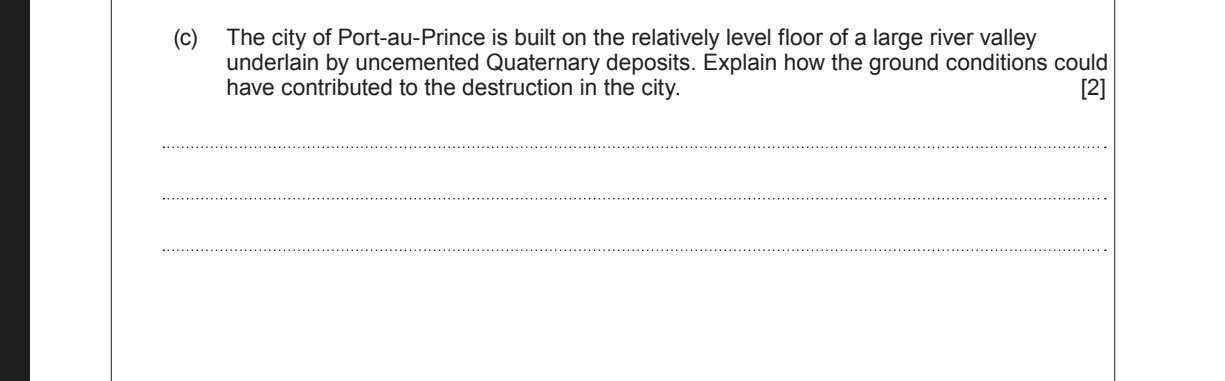 (c) The city of Port-au-Prince is built on the relatively level floor of a large river valley
underlain by uncemented Quaternary deposits. Explain how the ground conditions could
have contributed to the destruction in the city. [2]